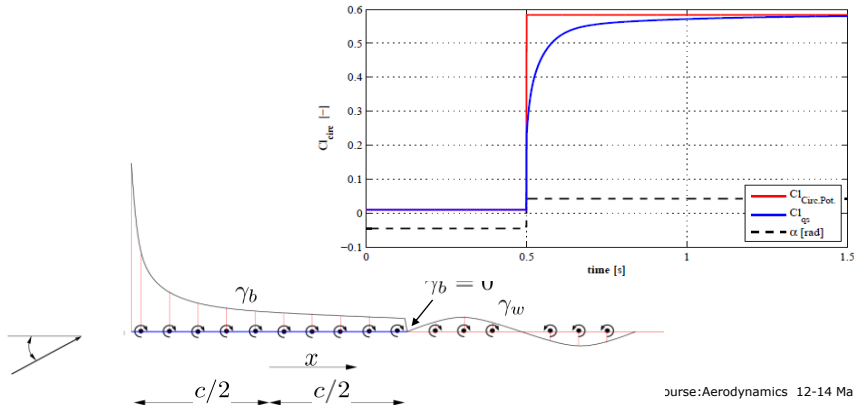 0.6
0.5
0.4
0.3
0.2
0.1
0
−0.1
Cl_circ [−]
0 0.5 1 1.5
time [s]
Cl_Circ.Pot.
Cl_qs
α [rad]
γ_b
γ_b = 0
γ_w
x
c/2 c/2
ourse:Aerodynamics 12-14 Ma